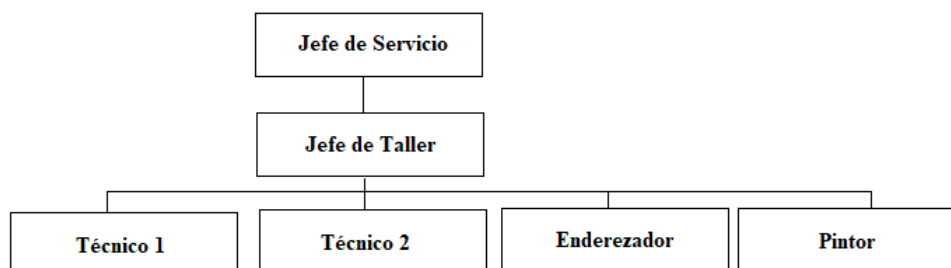 Jefe de Servicio
Jefe de Taller
Técnico 1
Técnico 2
Enderezador
Pintor